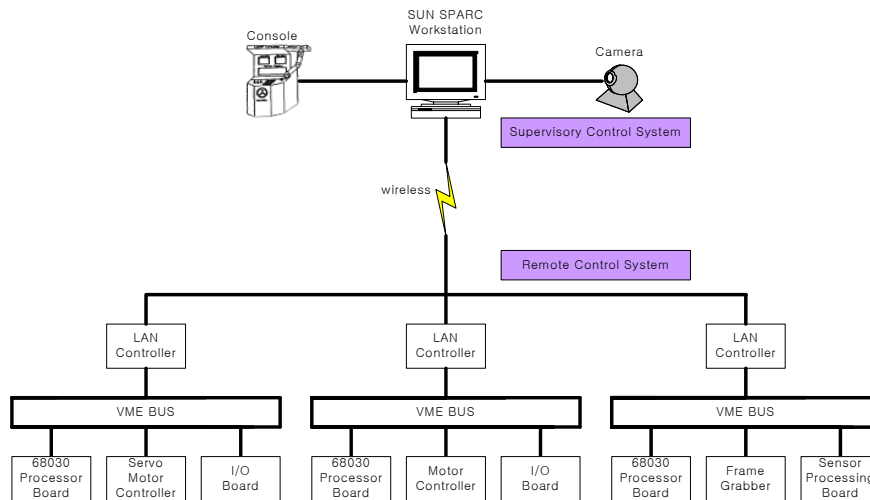 SUN SPARC
Workstation
Console
Camera
Supervisory Control System
wireless
Remote Control System
LAN
Controller
LAN
Controller
LAN
Controller
VME BUS
VME BUS
VME BUS
68030
Processor
Board
Servo
Motor
Controller
I/O
Board
68030
Processor
Board
Motor
Controller
I/O
Board
68030
Processor
Board
Frame
Grabber
Sensor
Processing
Board